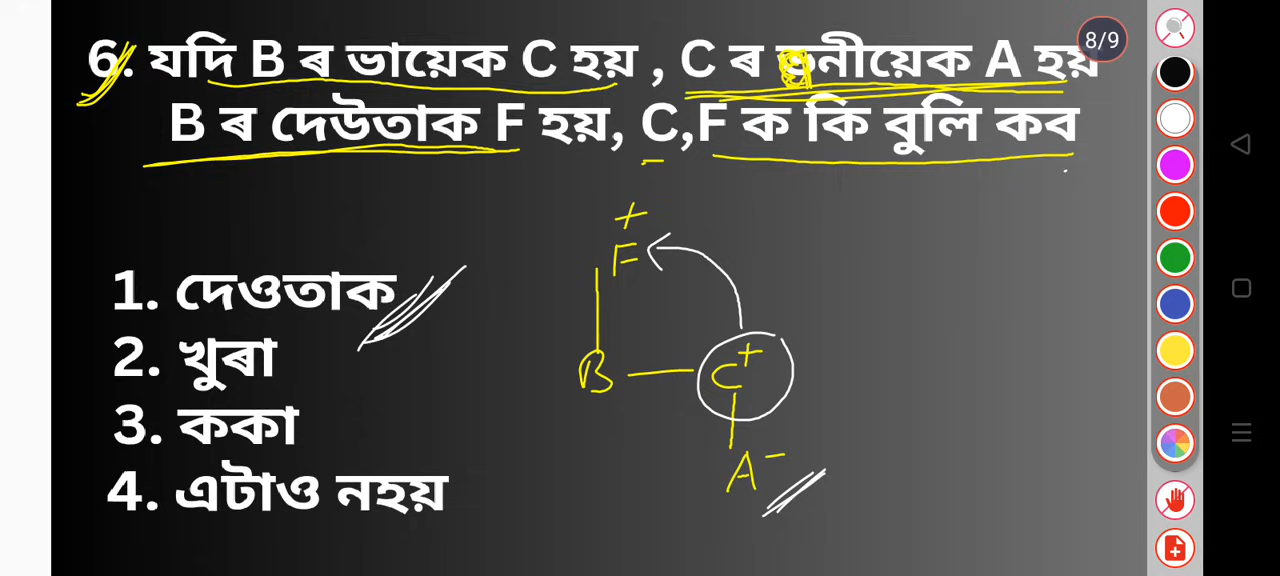 8/9
6. যদি B ৰ ভায়েক C হয় , C ৰ ভনীয়েক A হয়
B ৰ দেউতাক F হয়, C,F ক কি বুলি কব
1. দেওতাক
2. খুৰা
3. ককা
4. এটাও নহয়
+
F
B — C +
A −